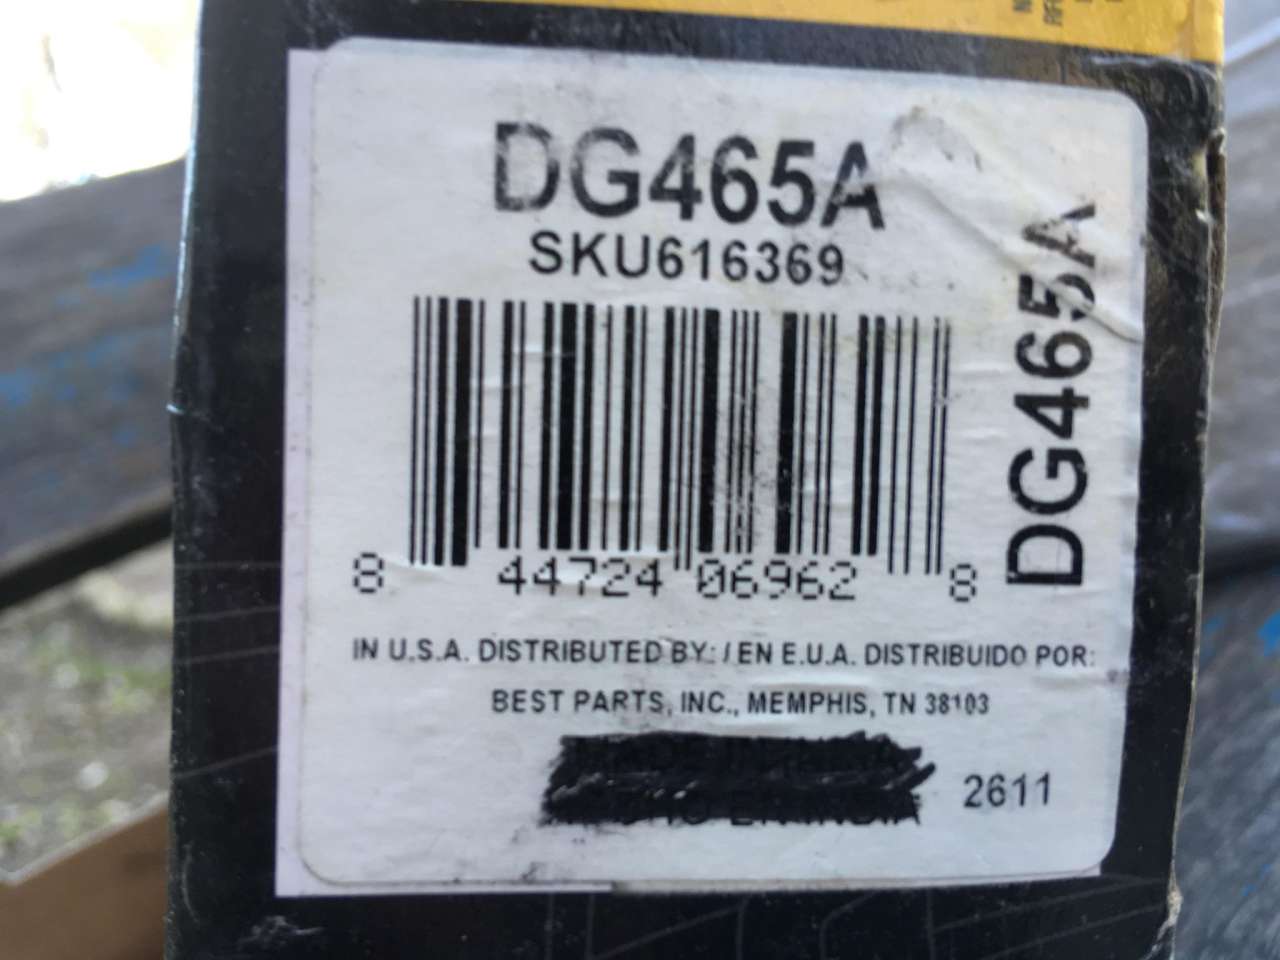 DG465A
SKU616369
DG465A
8 44724 06962 8
IN U.S.A. DISTRIBUTED BY: / EN E.U.A. DISTRIBUIDO POR:
BEST PARTS, INC., MEMPHIS, TN 38103
2611